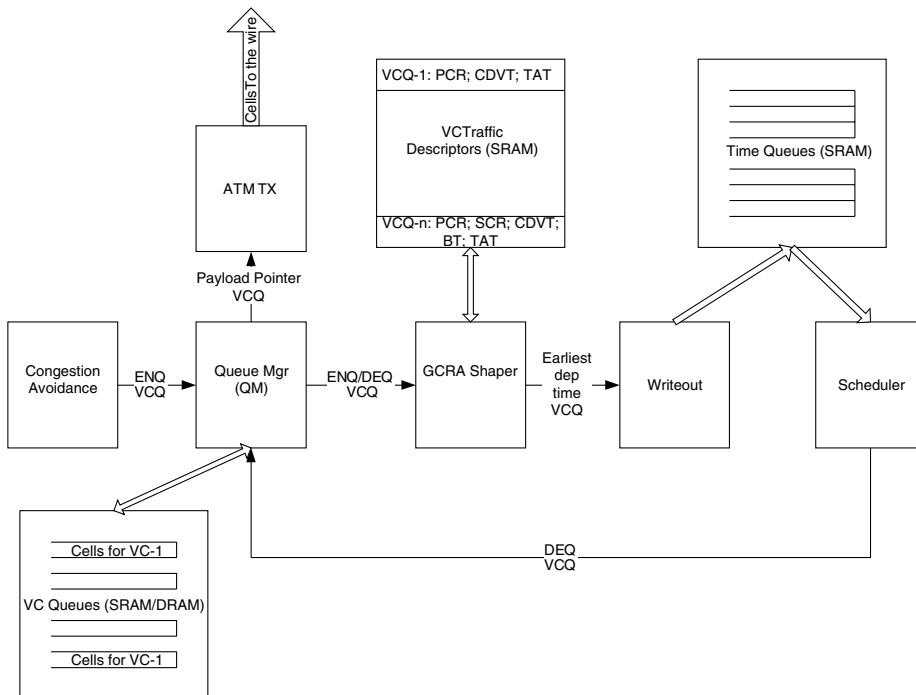 CellsTo the wire
ATM TX
VCQ-1: PCR; CDVT; TAT
VCTraffic
Descriptors (SRAM)
VCQ-n: PCR; SCR; CDVT;
BT; TAT
Time Queues (SRAM)
Payload Pointer
VCQ
Congestion
Avoidance
ENQ
VCQ
Queue Mgr
(QM)
ENQ/DEQ
VCQ
GCRA Shaper
Earliest
dep
time
VCQ
Writeout
Scheduler
DEQ
VCQ
Cells for VC-1
VC Queues (SRAM/DRAM)
Cells for VC-1